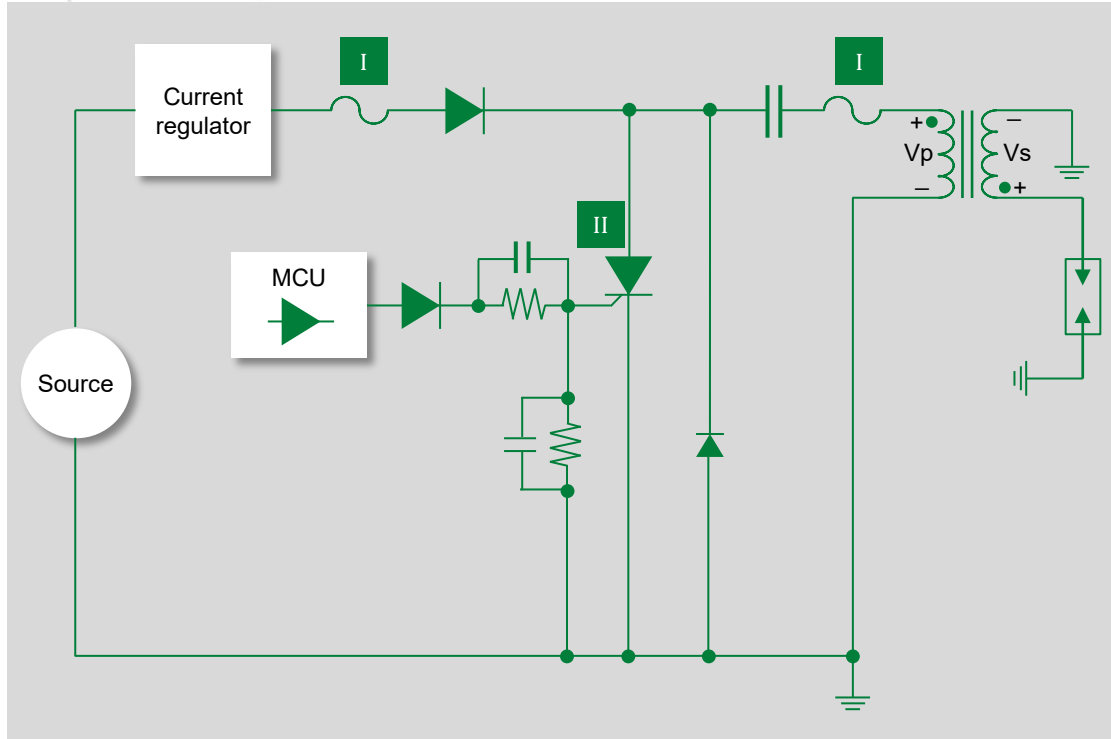 I
I
Current
regulator
+
−
Vp
Vs
−
+
II
MCU
Source